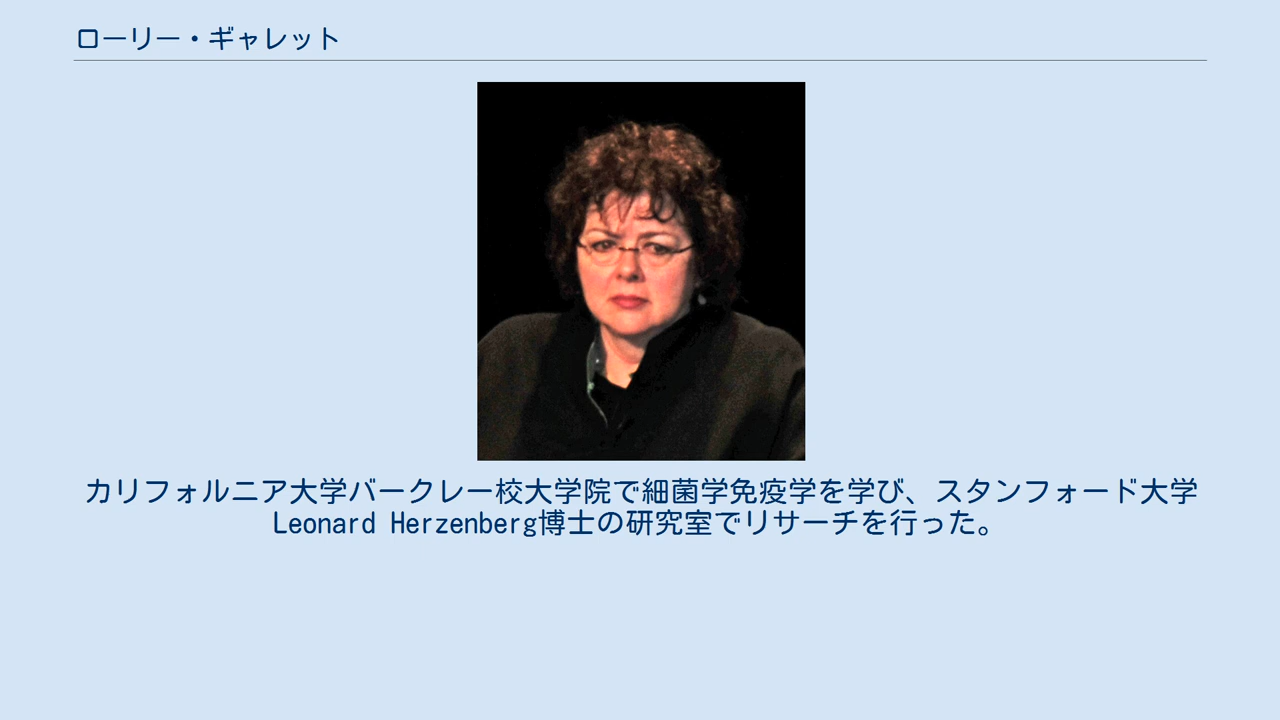 ローリー・ギャレット
カリフォルニア大学バークレー校大学院で細菌学免疫学を学び、スタンフォード大学
Leonard Herzenberg博士の研究室でリサーチを行った。